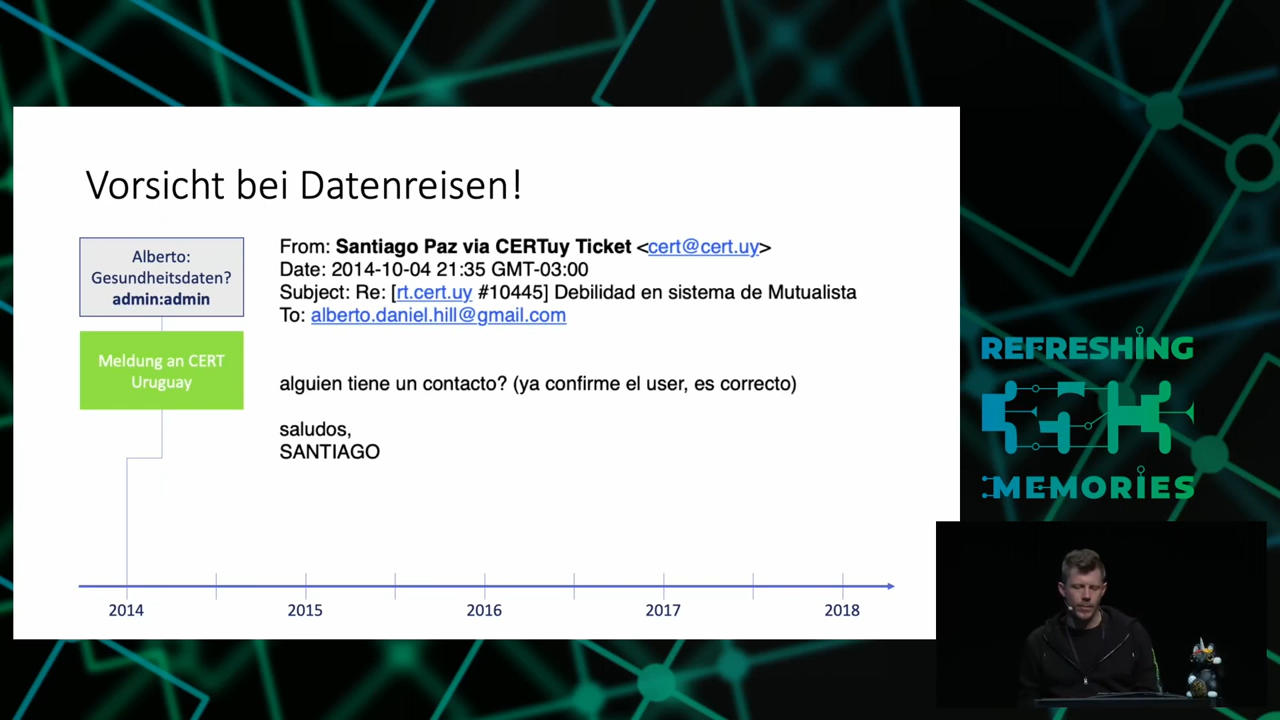 Vorsicht bei Datenreisen!
Alberto:
Gesundheitsdaten?
admin:admin
Meldung an CERT
Uruguay
From: Santiago Paz via CERTuy Ticket <cert@cert.uy>
Date: 2014-10-04 21:35 GMT-03:00
Subject: Re: [rt.cert.uy #10445] Debilidad en sistema de Mutualista
To: alberto.daniel.hill@gmail.com
alguien tiene un contacto? (ya confirme el user, es correcto)
saludos,
SANTIAGO
2014 2015 2016 2017 2018
REFRESHING
MEMORIES